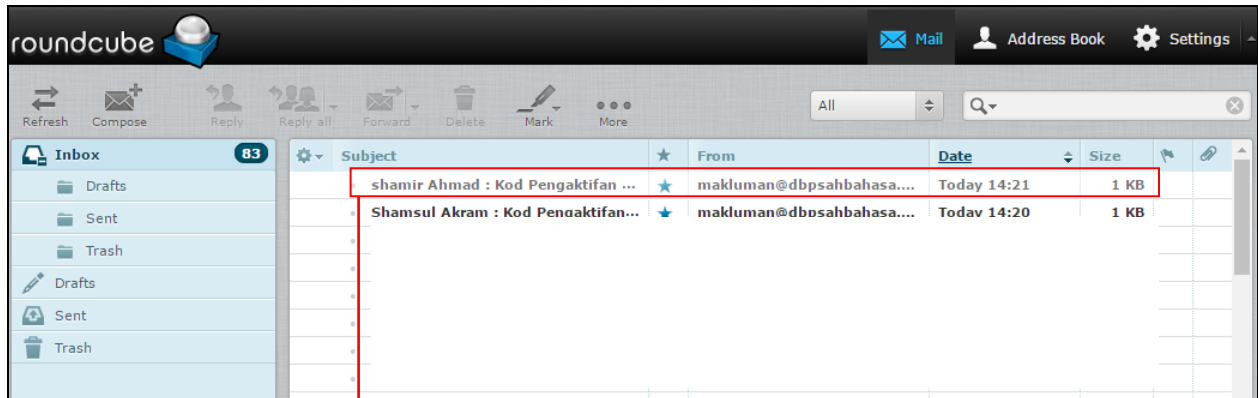 roundcube
Mail Address Book Settings
Refresh Compose Reply Reply all Forward Delete Mark More All
Inbox 83
Drafts
Sent
Trash
Drafts
Sent
Trash
Subject From Date Size
shamir Ahmad : Kod Pengaktifan ... makluman@dbpsahbahasa.... Today 14:21 1 KB
Shamsul Akram : Kod Pengaktifan... makluman@dbpsahbahasa.... Today 14:20 1 KB